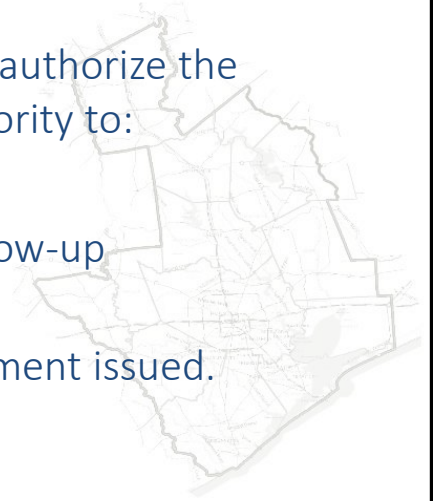 authorize the
ority to:
ow-up
ment issued.